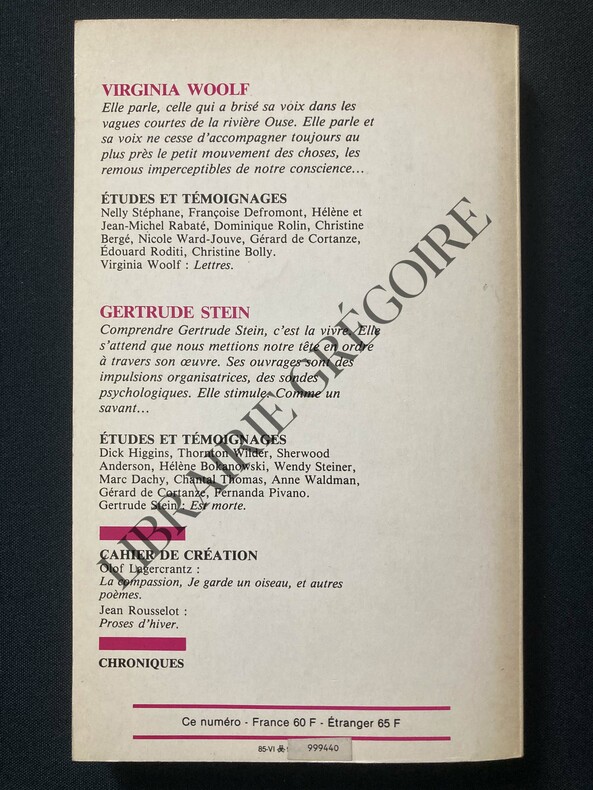 VIRGINIA WOOLF
Elle parle, celle qui a brisé sa voix dans les
vagues courtes de la rivière Ouse. Elle parle et
sa voix ne cesse d'accompagner toujours au
plus près le petit mouvement des choses, les
remous imperceptibles de notre conscience...
ÉTUDES ET TÉMOIGNAGES
Nelly Stéphane, Françoise Defromont, Hélène et
Jean-Michel Rabaté, Dominique Rolin, Christine
Bergé, Nicole Ward-Jouve, Gérard de Cortanze,
Édouard Roditi, Christine Bolly.
Virginia Woolf : Lettres.
GERTRUDE STEIN
Comprendre Gertrude Stein, c'est la vivre. Elle
s'attend que nous mettions notre tête en ordre
à travers son œuvre. Ses ouvrages sont des
impulsions organisatrices, des sondes
psychologiques. Elle stimule. Comme un
savant...
ÉTUDES ET TÉMOIGNAGES
Dick Higgins, Thornton Wilder, Sherwood
Anderson, Hélène Bokanowski, Wendy Steiner,
Marc Dachy, Chantal Thomas, Anne Waldman,
Gérard de Cortanze, Fernanda Pivano.
Gertrude Stein : Est morte.
CAHIER DE CRÉATION
Olof Lagercrantz :
La compassion, Je garde un oiseau, et autres
poèmes.
Jean Rousselot :
Proses d'hiver.
CHRONIQUES
Ce numéro - France 60 F - Étranger 65 F
85-VI
999440
LIBRAIRIE GRÉGOIRE